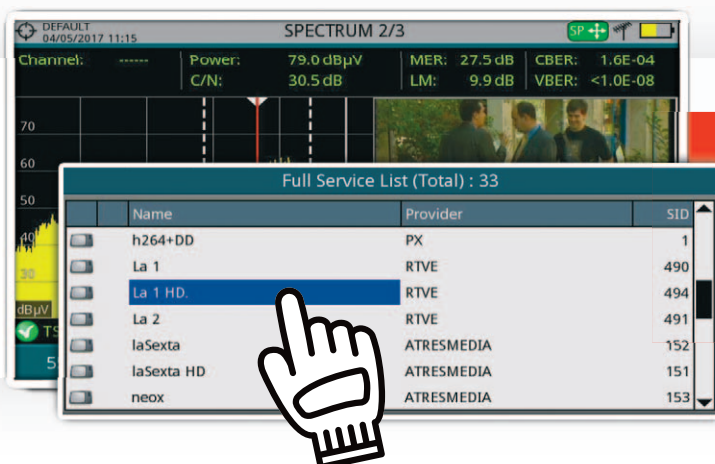 DEFAULT
04/05/2017 11:15
SPECTRUM 2/3
SP
Channel: ------
Power: 79.0 dBµV
MER: 27.5 dB
CBER: 1.6E-04
C/N: 30.5 dB
LM: 9.9 dB
VBER: <1.0E-08
70
60
50
40
30
dBµV
TS
55
Full Service List (Total) : 33
Name Provider SID
h264+DD PX 1
La 1 RTVE 490
La 1 HD. RTVE 494
La 2 RTVE 491
laSexta ATRESMEDIA 152
laSexta HD ATRESMEDIA 151
neox ATRESMEDIA 153